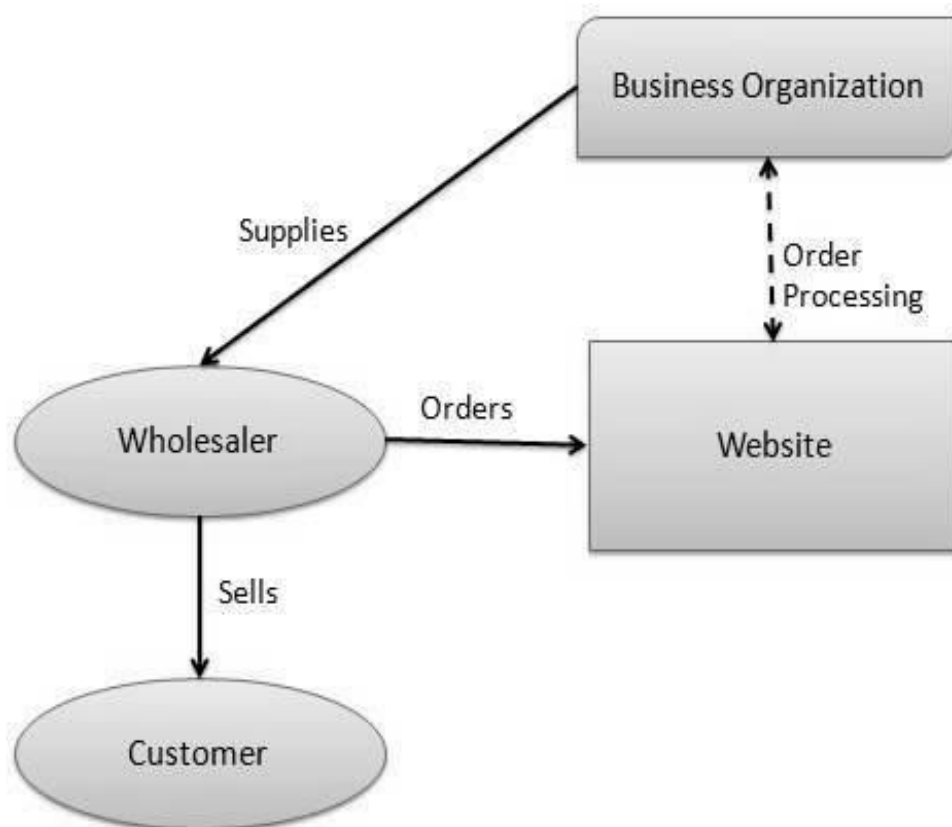 Business Organization
Supplies
Order
Processing
Orders
Wholesaler
Website
Sells
Customer